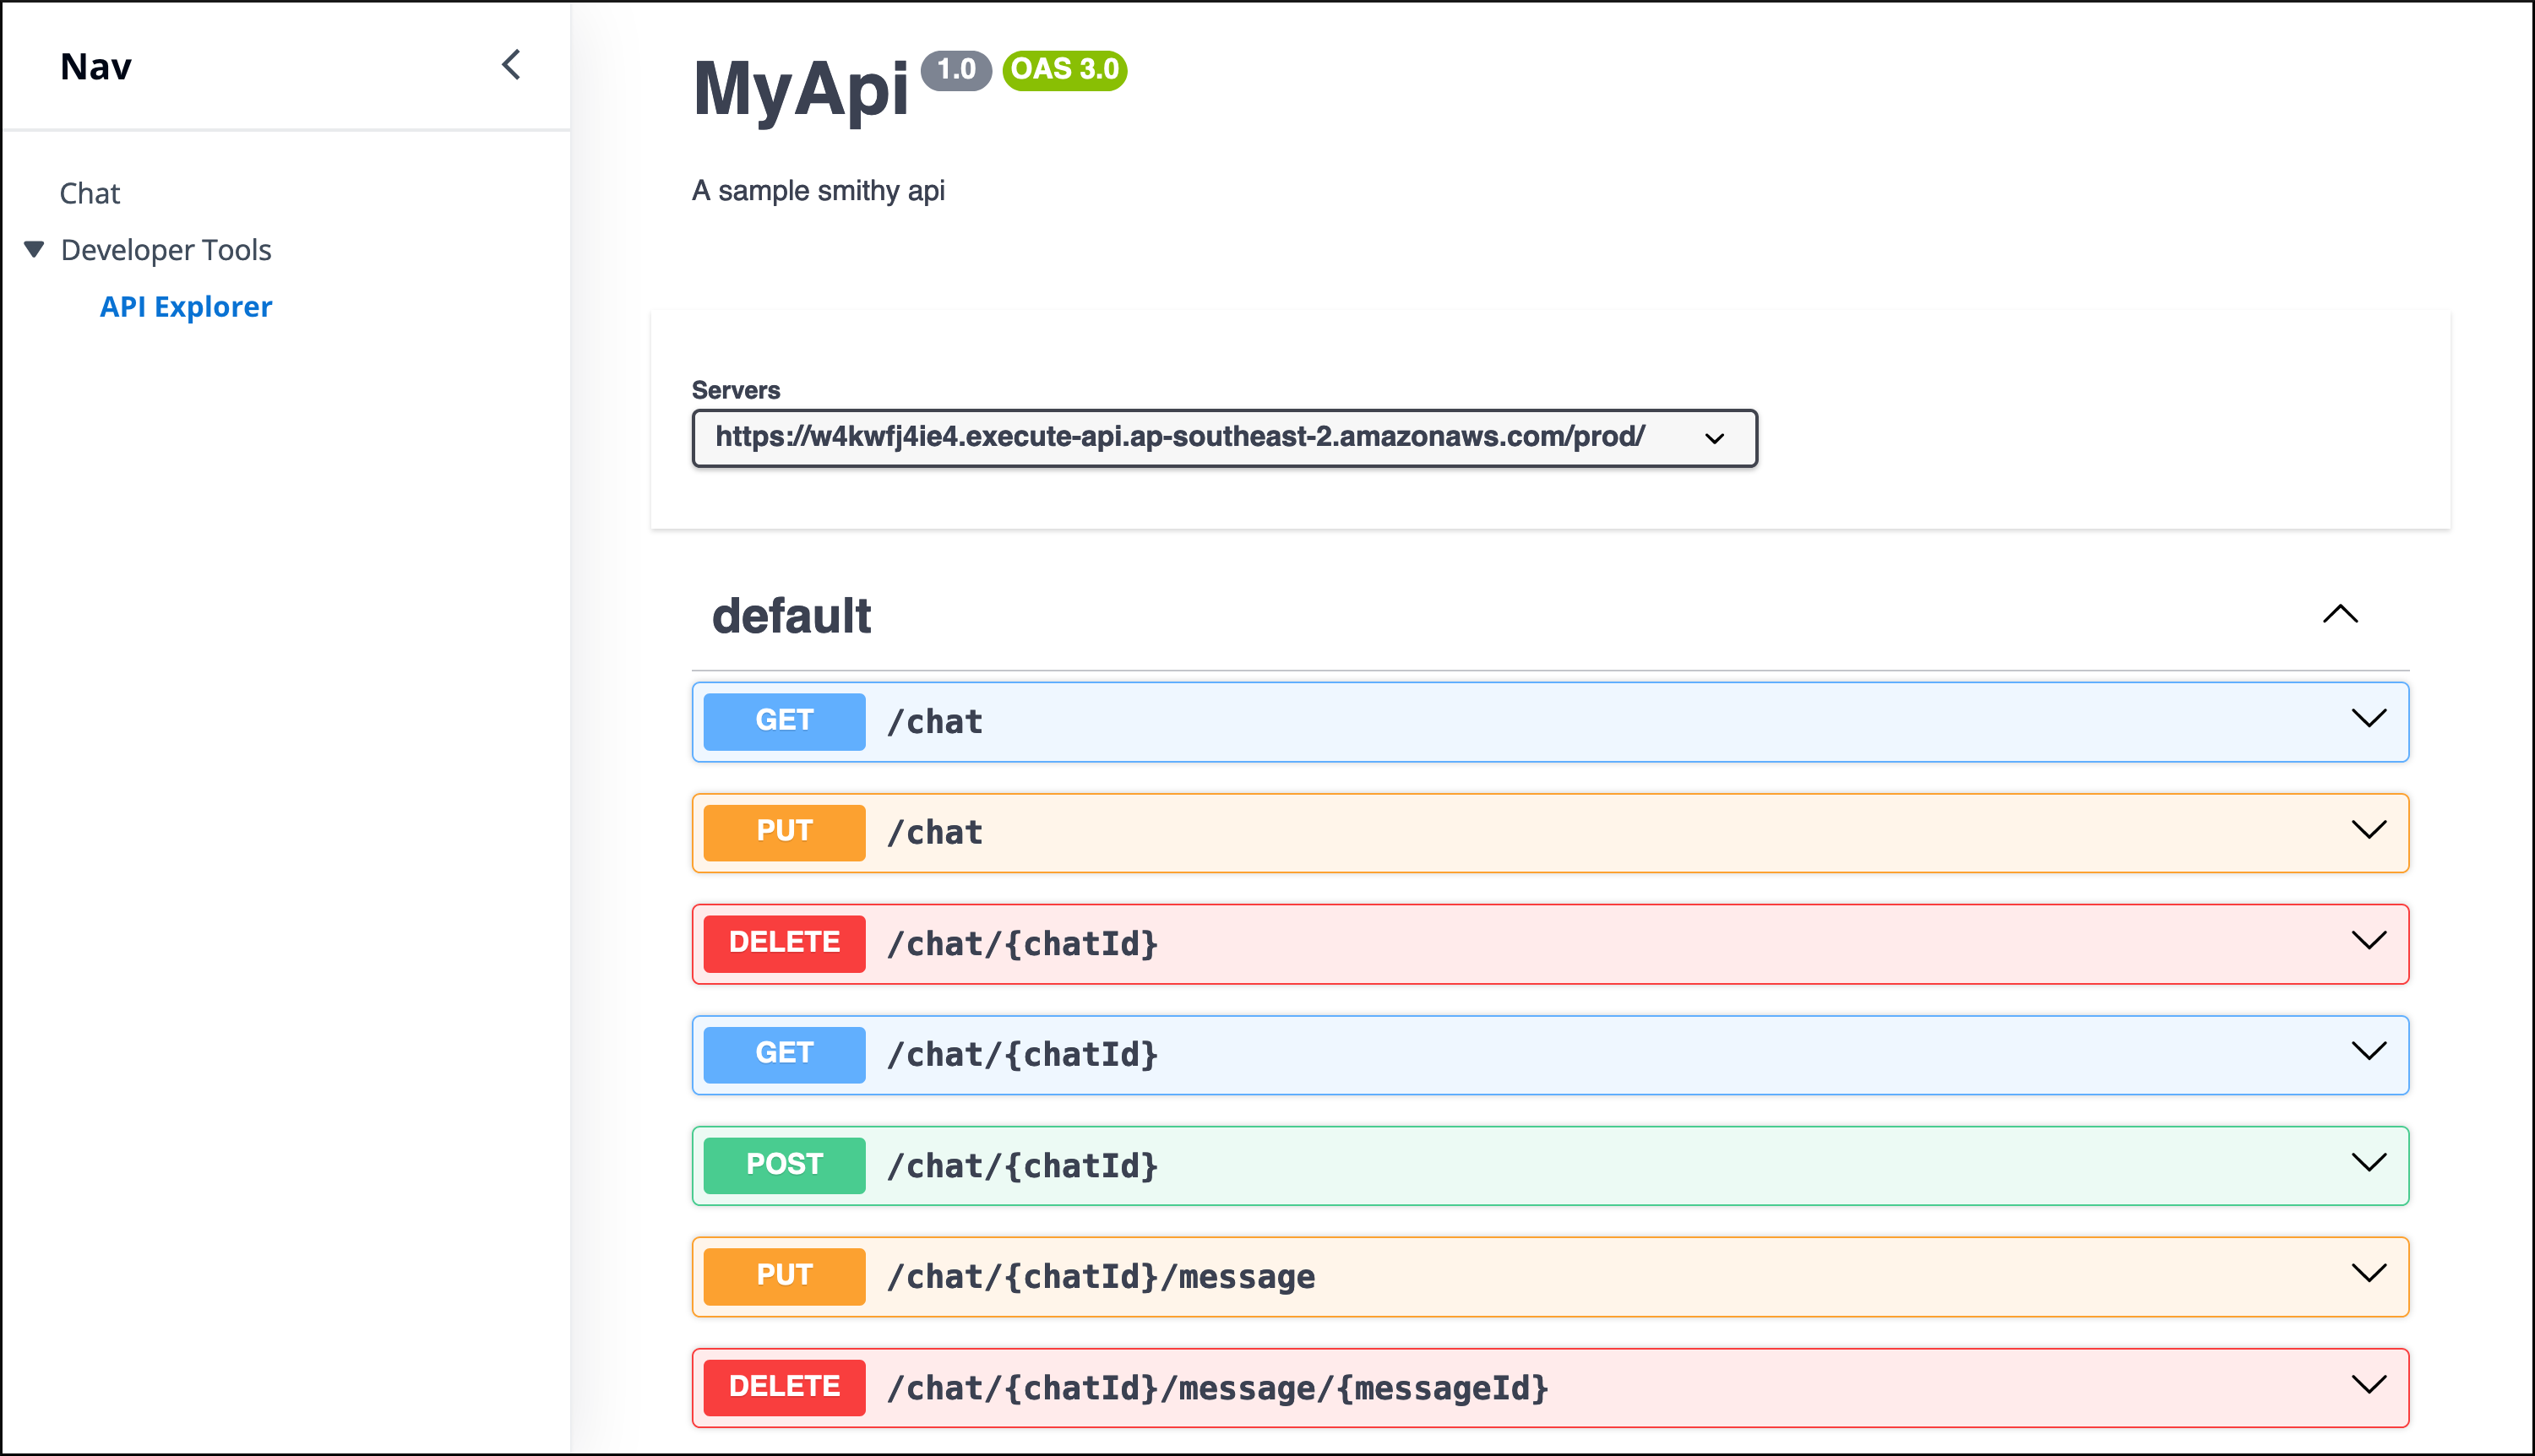 Nav
Chat
Developer Tools
API Explorer
MyApi 1.0 OAS 3.0
A sample smithy api
Servers
https://w4kwfj4ie4.execute-api.ap-southeast-2.amazonaws.com/prod/
default
GET /chat
PUT /chat
DELETE /chat/{chatId}
GET /chat/{chatId}
POST /chat/{chatId}
PUT /chat/{chatId}/message
DELETE /chat/{chatId}/message/{messageId}